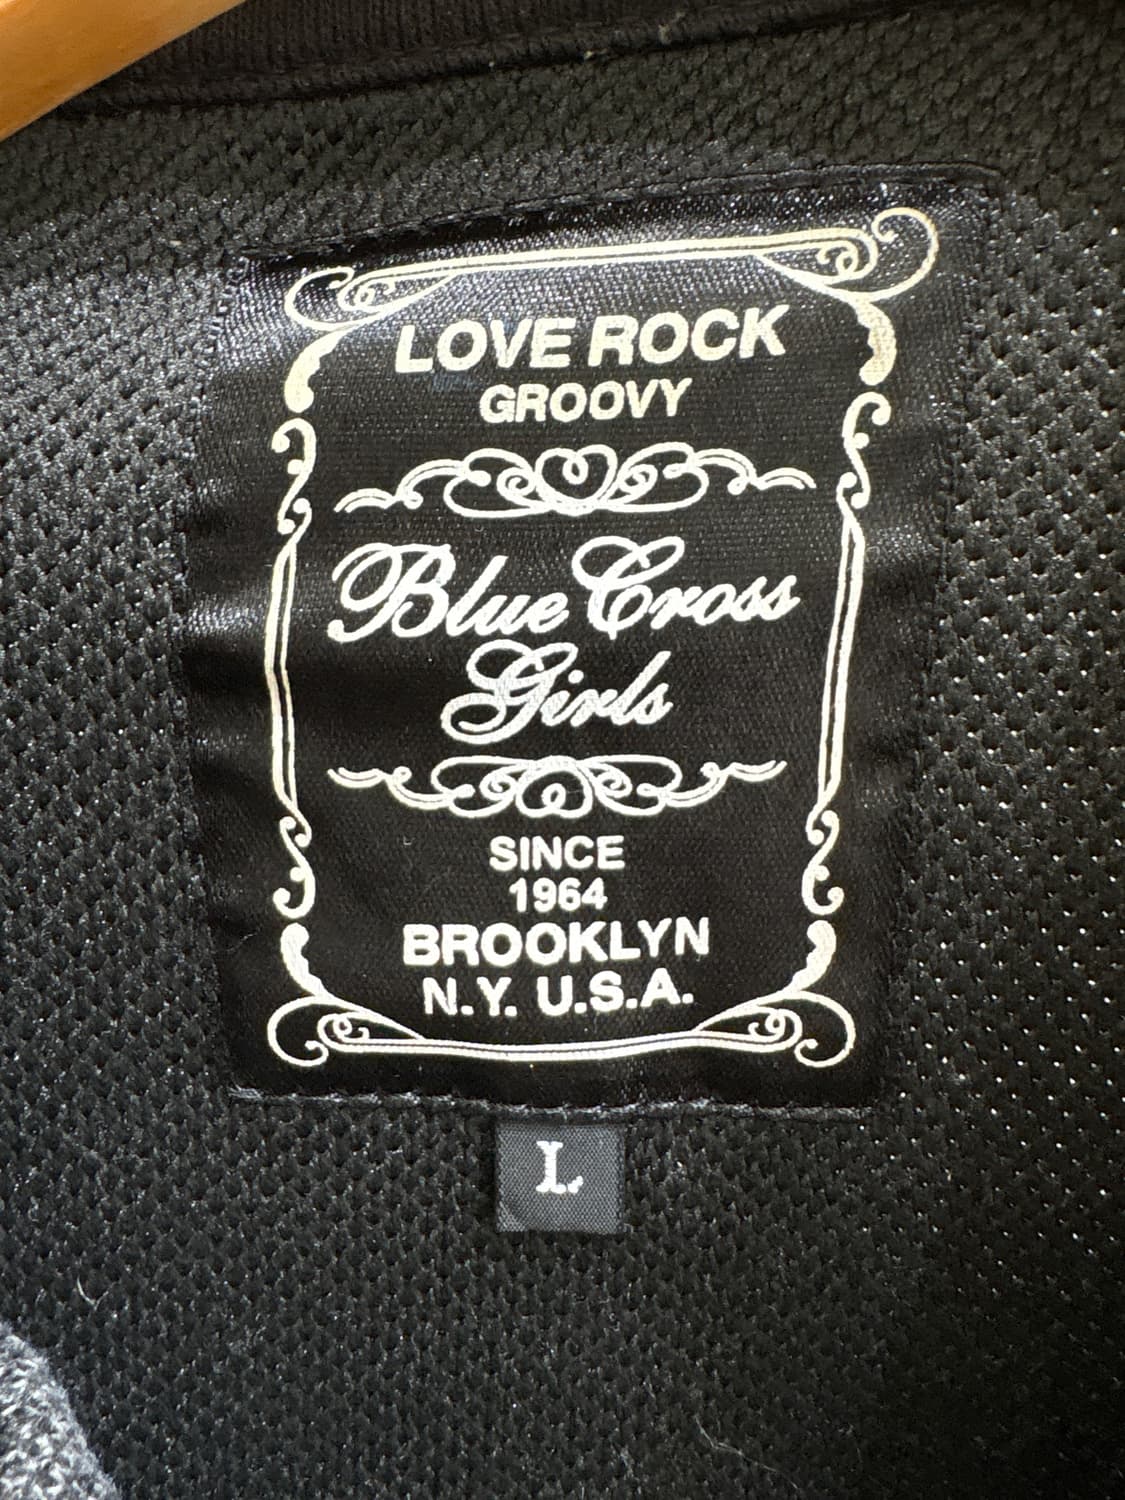 LOVE ROCK
GROOVY
Blue Cross
Girls
SINCE
1964
BROOKLYN
N.Y. U.S.A.
L